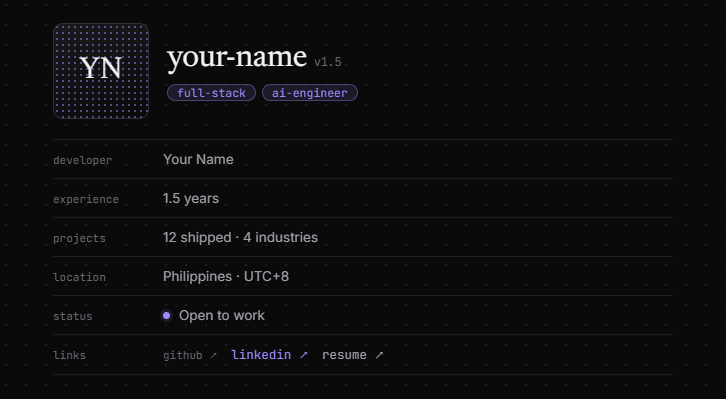 YN
your-name v1.5
full-stack ai-engineer
developer Your Name
experience 1.5 years
projects 12 shipped · 4 industries
location Philippines · UTC+8
status Open to work
links github ↗ linkedin ↗ resume ↗